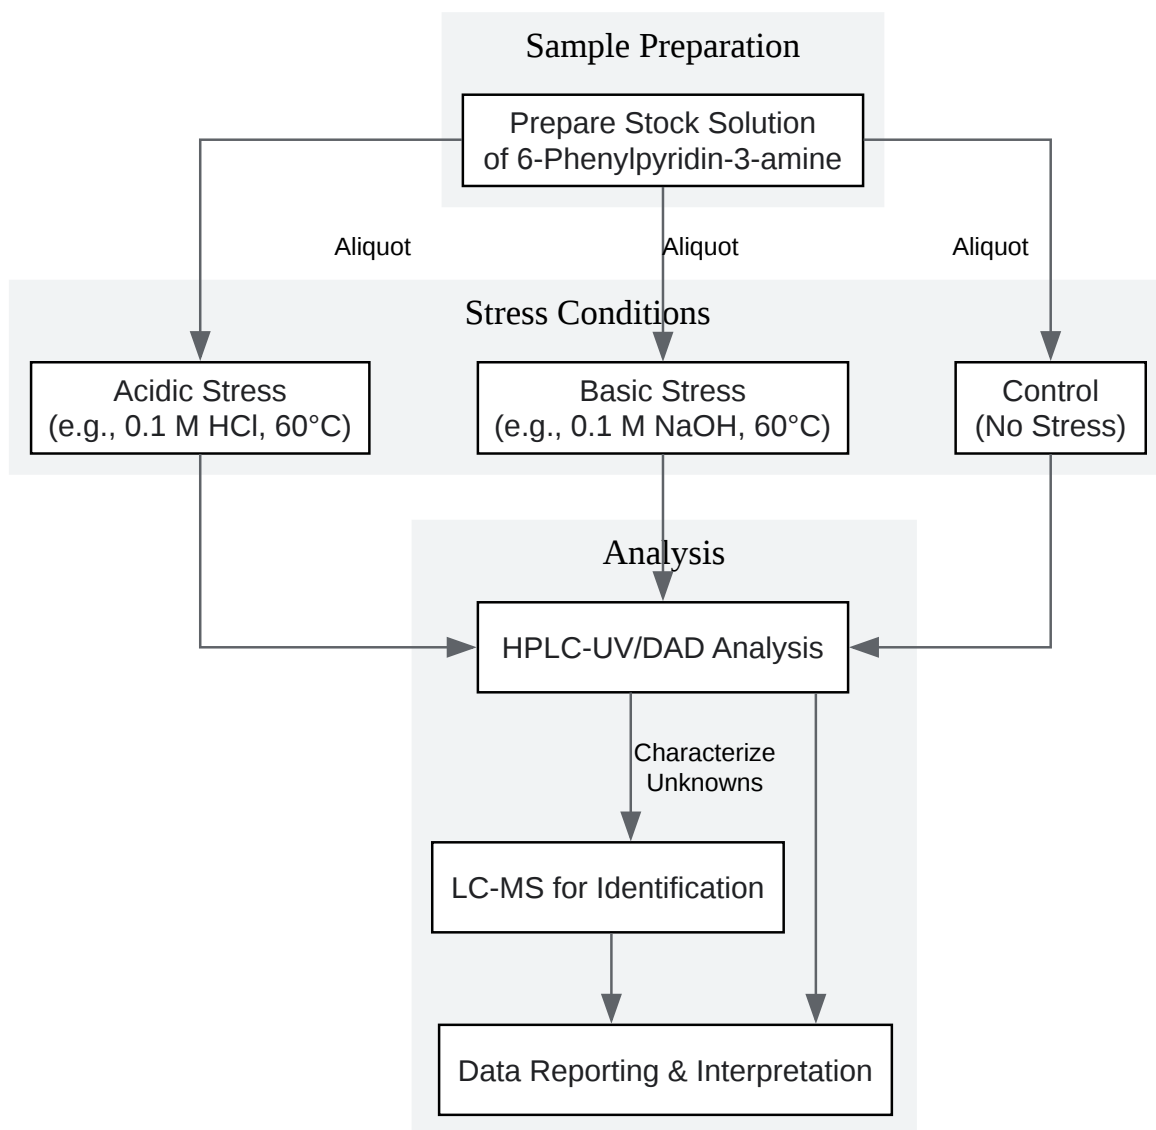 Sample Preparation
Prepare Stock Solution
of 6-Phenylpyridin-3-amine
Aliquot
Aliquot
Aliquot
Stress Conditions
Acidic Stress
(e.g., 0.1 M HCl, 60°C)
Basic Stress
(e.g., 0.1 M NaOH, 60°C)
Control
(No Stress)
Analysis
HPLC-UV/DAD Analysis
Characterize
Unknowns
LC-MS for Identification
Data Reporting & Interpretation